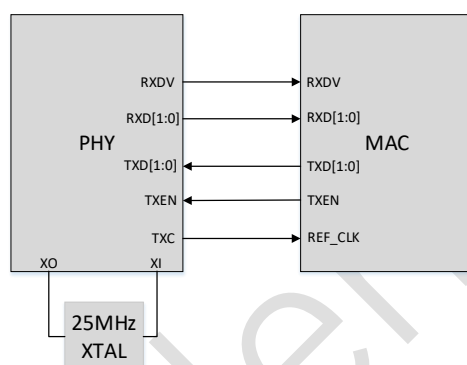 RXDV RXDV
RXD[1:0] RXD[1:0]
PHY MAC
TXD[1:0] TXD[1:0]
TXEN TXEN
TXC REF_CLK
XO XI
25MHz
XTAL